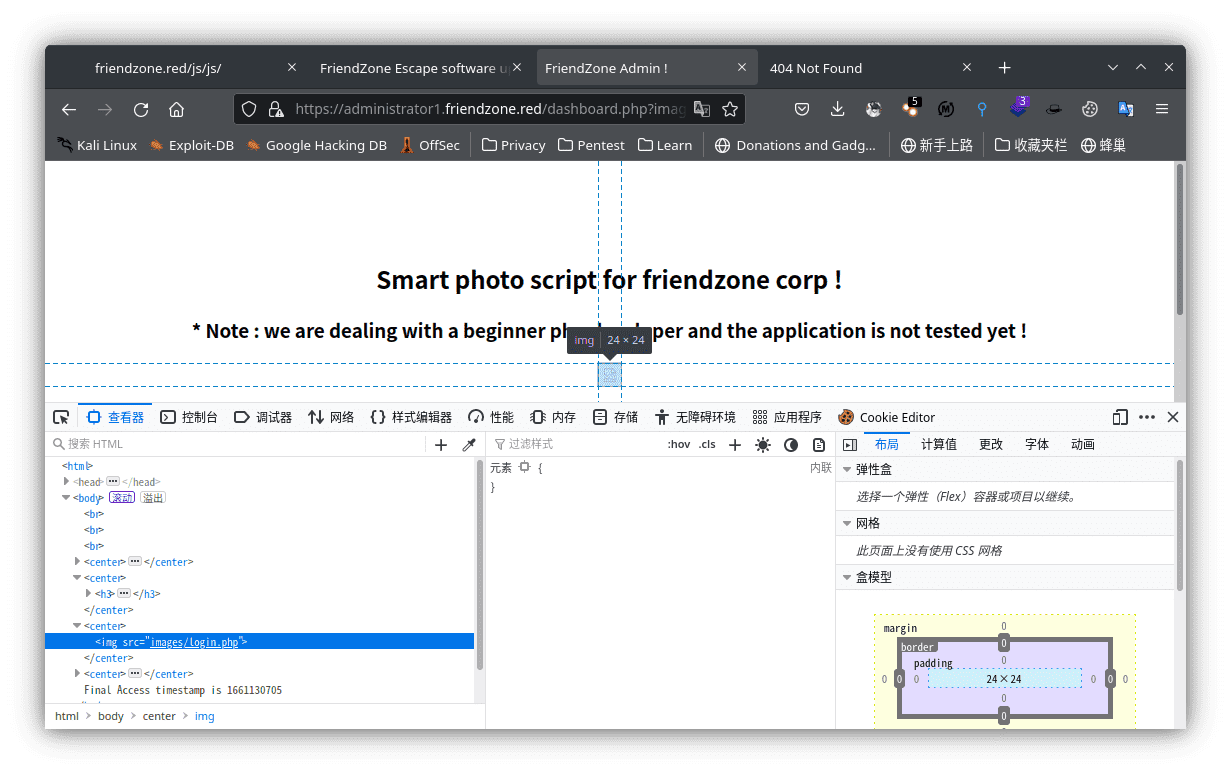 friendzone.red/js/js/
FriendZone Escape software u
FriendZone Admin !
404 Not Found
https://administrator1.friendzone.red/dashboard.php?imag
5
3
Kali Linux
Exploit-DB
Google Hacking DB
OffSec
Privacy
Pentest
Learn
Donations and Gadg...
新手上路
收藏夹栏
蜂巢
Smart photo script for friendzone corp !
* Note : we are dealing with a beginner ph
per and the application is not tested yet !
img 24 × 24
查看器
控制台
调试器
网络
样式编辑器
性能
内存
存储
无障碍环境
应用程序
Cookie Editor
搜索 HTML
过滤样式
:hov .cls
布局
计算值
更改
字体
动画
<html>
<head> ••• </head>
<body> 滚动 溢出
<br>
<br>
<br>
<center> ••• </center>
<center>
<h3> ••• </h3>
</center>
<center>
<img src="images/login.php">
</center>
<center> ••• </center>
Final Access timestamp is 1661130705
html > body > center > img
元素 {
内联
}
弹性盒
选择一个弹性（Flex）容器或项目以继续。
网格
此页面上没有使用 CSS 网格
盒模型
margin
0
border
0
padding
0
0 0 0
24×24
0 0 0
0
0